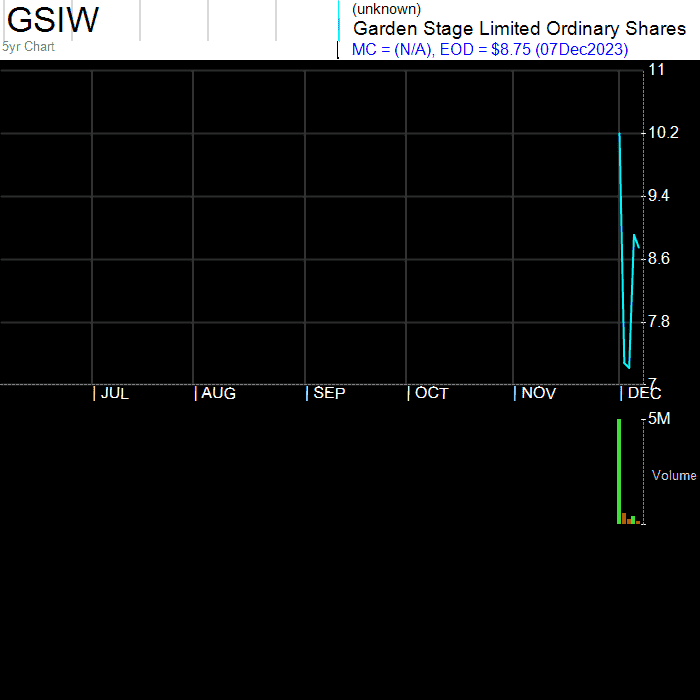 GSIW
5yr Chart
(unknown)
Garden Stage Limited Ordinary Shares
MC = (N/A), EOD = $8.75 (07Dec2023)
11
10.2
9.4
8.6
7.8
7
JUL
AUG
SEP
OCT
NOV
DEC
5M
Volume